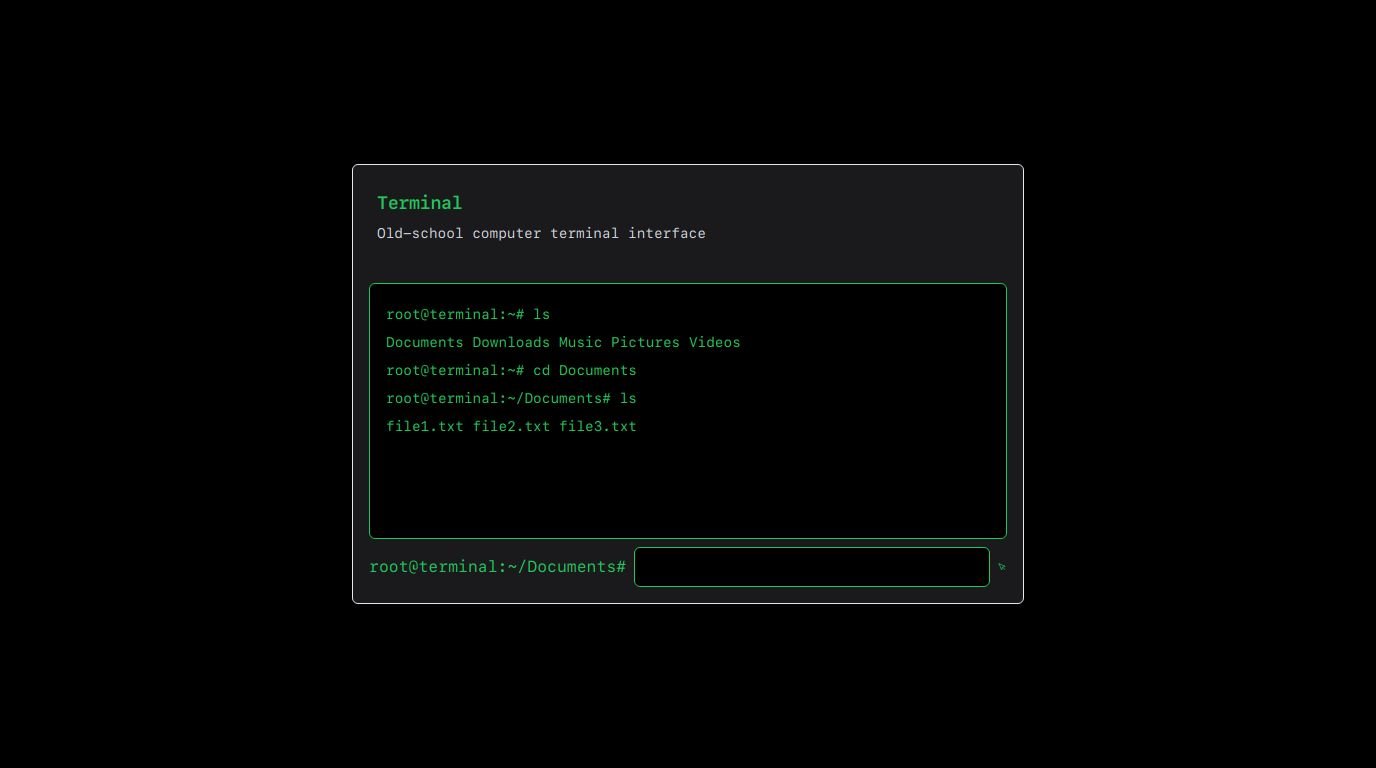 Terminal
Old-school computer terminal interface
root@terminal:~# ls
Documents Downloads Music Pictures Videos
root@terminal:~# cd Documents
root@terminal:~/Documents# ls
file1.txt file2.txt file3.txt
root@terminal:~/Documents#